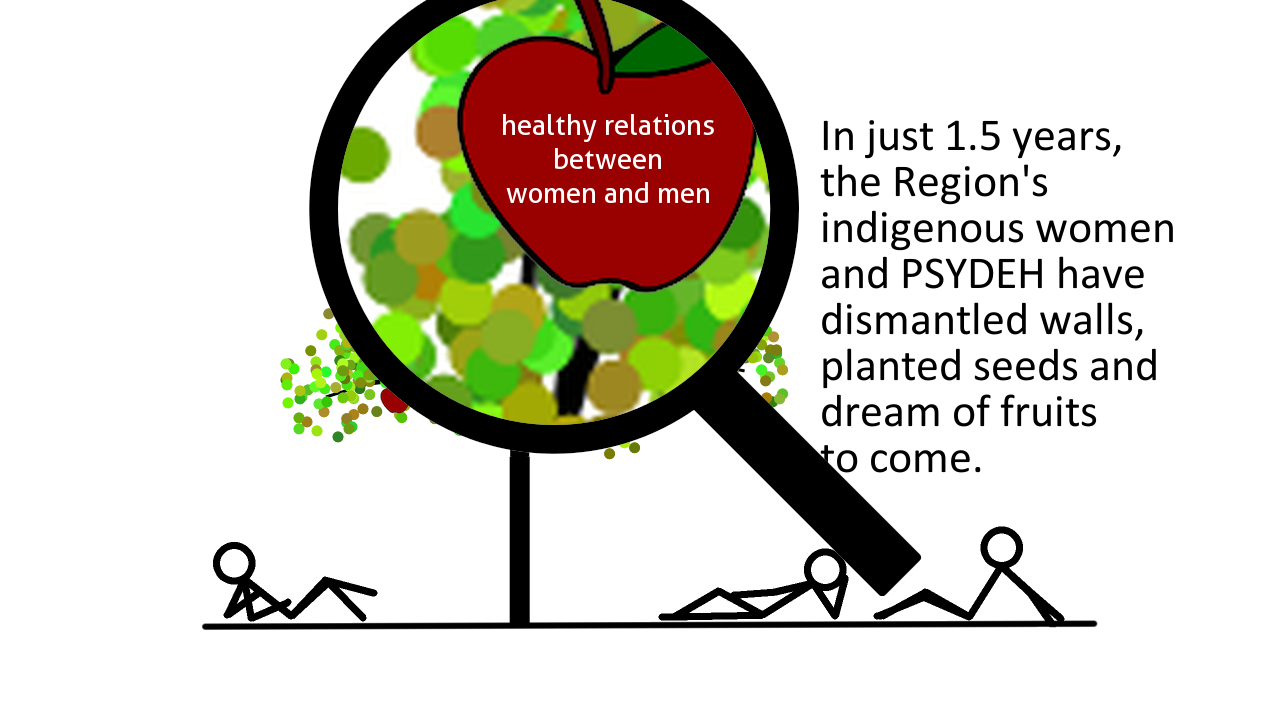 healthy relations
between
women and men
In just 1.5 years,
the Region's
indigenous women
and PSYDEH have
dismantled walls,
planted seeds and
dream of fruits
to come.